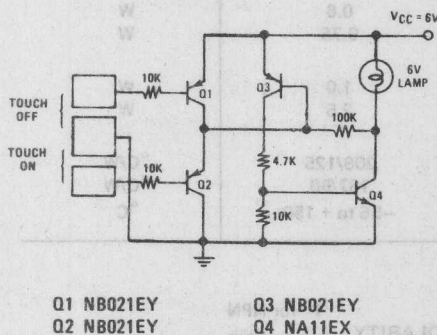 VCC = 6V
6V
LAMP
TOUCH
OFF
TOUCH
ON
10K
Q1
Q3
100K
4.7K
10K
Q2
10K
Q4
Q1 NB021EY
Q2 NB021EY
Q3 NB021EY
Q4 NA11EX